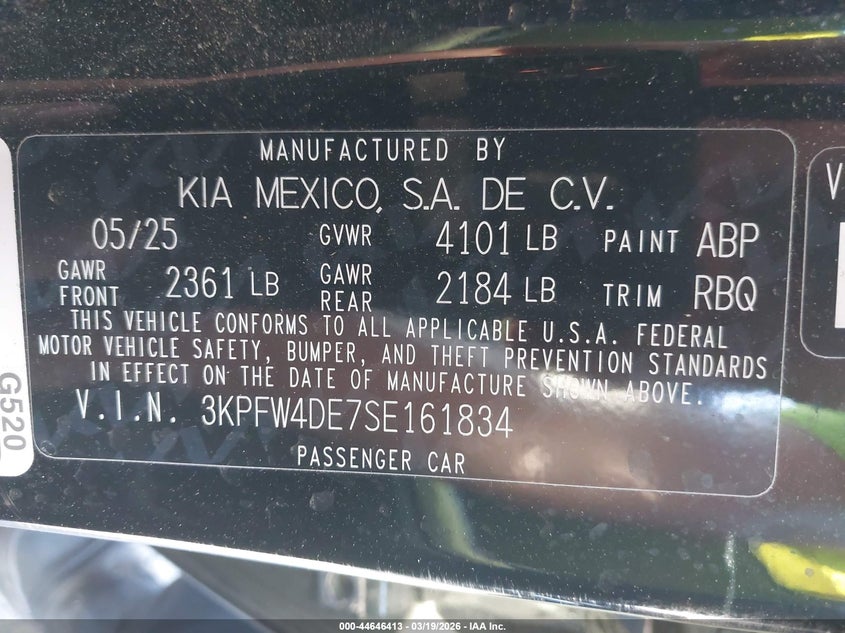 MANUFACTURED BY
KIA MEXICO, S.A. DE C.V.
05/25 GVWR 4101 LB PAINT ABP
GAWR FRONT 2361 LB GAWR REAR 2184 LB TRIM RBQ
THIS VEHICLE CONFORMS TO ALL APPLICABLE U.S.A. FEDERAL
MOTOR VEHICLE SAFETY, BUMPER, AND THEFT PREVENTION STANDARDS
IN EFFECT ON THE DATE OF MANUFACTURE SHOWN ABOVE.
V.I.N. 3KPFW4DE7SE161834
PASSENGER CAR
G520
V
000-44646413 - 03/19/2026 - IAA Inc.